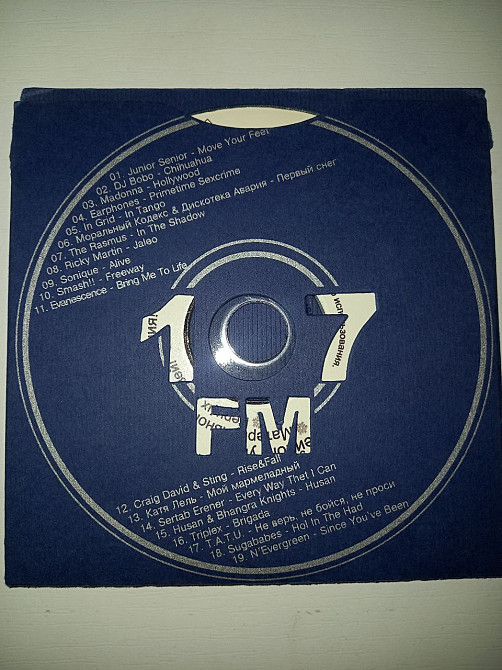 01. Junior Senior - Move Your Feet
02. DJ Bobo - Chihuahua
03. Madonna - Hollywood
04. Earphones - Primetime Sexcrime
05. In Grid - In Tango
06. Моральный Кодекс & Дискотека Авария - Первый снег
07. The Rasmus - In The Shadow
08. Ricky Martin - Jaleo
09. Sonique - Alive
10. Smash!! - Freeway
11. Evanescence - Bring Me To Life
1 7
FM
12. Craig David & Sting - Rise&Fall
13. Катя Лель - Мой мармеладный
14. Sertab Erener - Every Way Thet I Can
15. Husan & Bhangra Knights - Husan
16. Triplex - Brigada
17. T.A.T.U. - Не верь, не бойся, не проси
18. Sugababes - Hol In The Had
19. N'Evergreen - Since You've Been